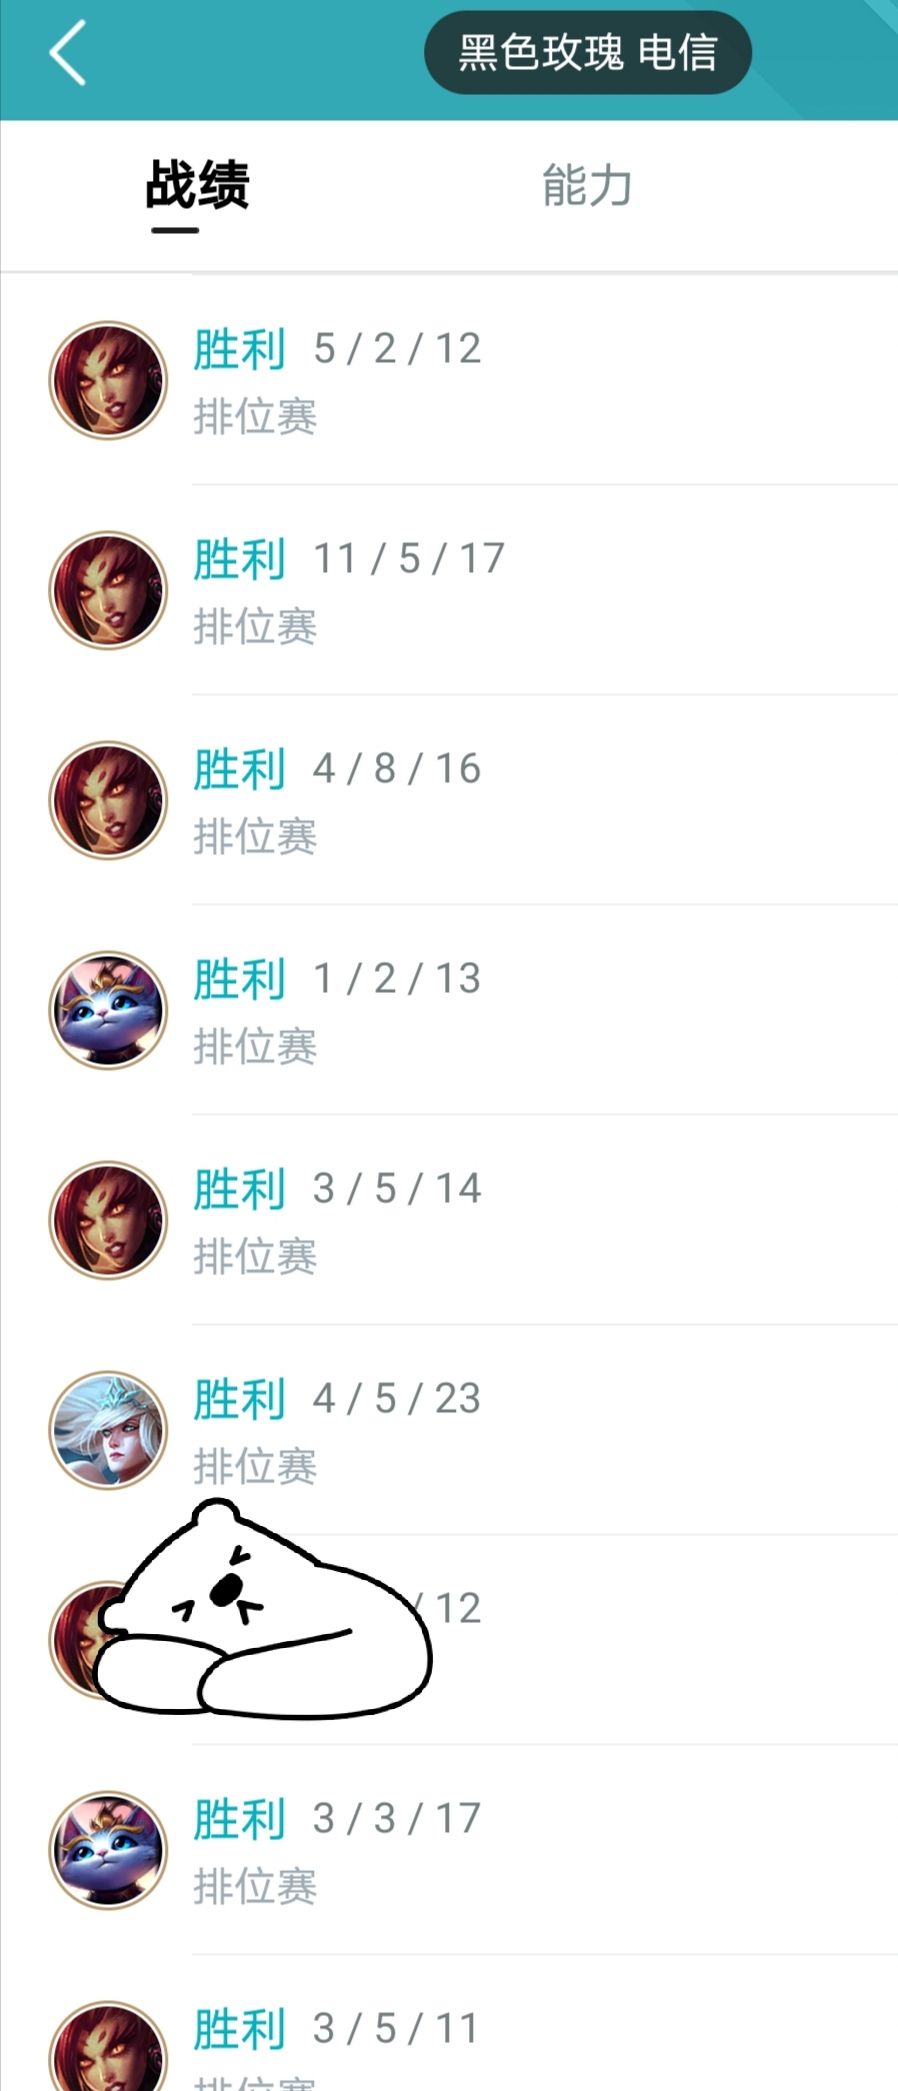 黑色玫瑰 电信
战绩 能力
胜利 5 / 2 / 12
排位赛
胜利 11 / 5 / 17
排位赛
胜利 4 / 8 / 16
排位赛
胜利 1 / 2 / 13
排位赛
胜利 3 / 5 / 14
排位赛
胜利 4 / 5 / 23
排位赛
/ 12
胜利 3 / 3 / 17
排位赛
胜利 3 / 5 / 11
排位赛